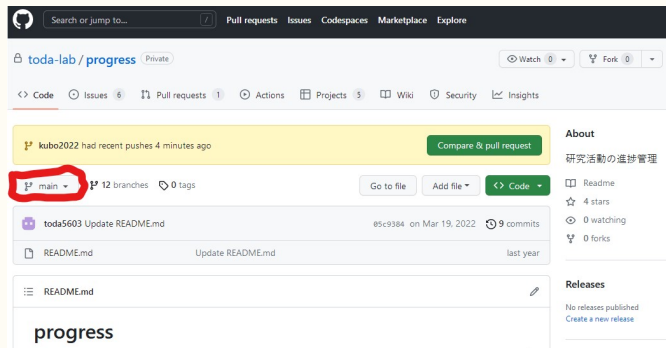 Search or jump to... /
Pull requests Issues Codespaces Marketplace Explore
toda-lab / progress Private
Watch 0
Fork 0
Code
Issues 6
Pull requests 1
Actions
Projects 5
Wiki
Security
Insights
kubo2022 had recent pushes 4 minutes ago
Compare & pull request
main
12 branches
0 tags
Go to file
Add file
Code
toda5603 Update README.md
05c9384 on Mar 19, 2022
9 commits
README.md
Update README.md
last year
README.md
progress
About
研究活動の進捗管理
Readme
4 stars
0 watching
0 forks
Releases
No releases published
Create a new release